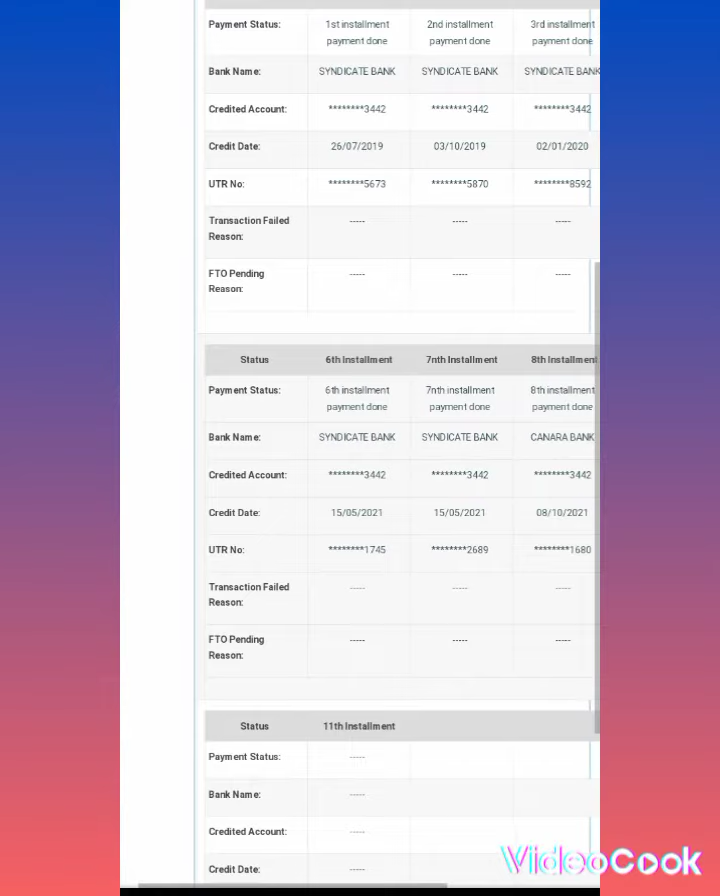 Payment Status: 1st installment payment done 2nd installment payment done 3rd installment payment done
Bank Name: SYNDICATE BANK SYNDICATE BANK SYNDICATE BANK
Credited Account: ********3442 ********3442 ********3442
Credit Date: 26/07/2019 03/10/2019 02/01/2020
UTR No: ********5673 ********5870 ********8592
Transaction Failed Reason: ----- ----- -----
FTO Pending Reason: ----- ----- -----
Status 6th Installment 7nth Installment 8th Installment
Payment Status: 6th installment payment done 7nth installment payment done 8th installment payment done
Bank Name: SYNDICATE BANK SYNDICATE BANK CANARA BANK
Credited Account: ********3442 ********3442 ********3442
Credit Date: 15/05/2021 15/05/2021 08/10/2021
UTR No: ********1745 ********2689 ********1680
Transaction Failed Reason: ----- ----- -----
FTO Pending Reason: ----- ----- -----
Status 11th Installment
Payment Status: -----
Bank Name: -----
Credited Account: -----
Credit Date: -----
VideoCook